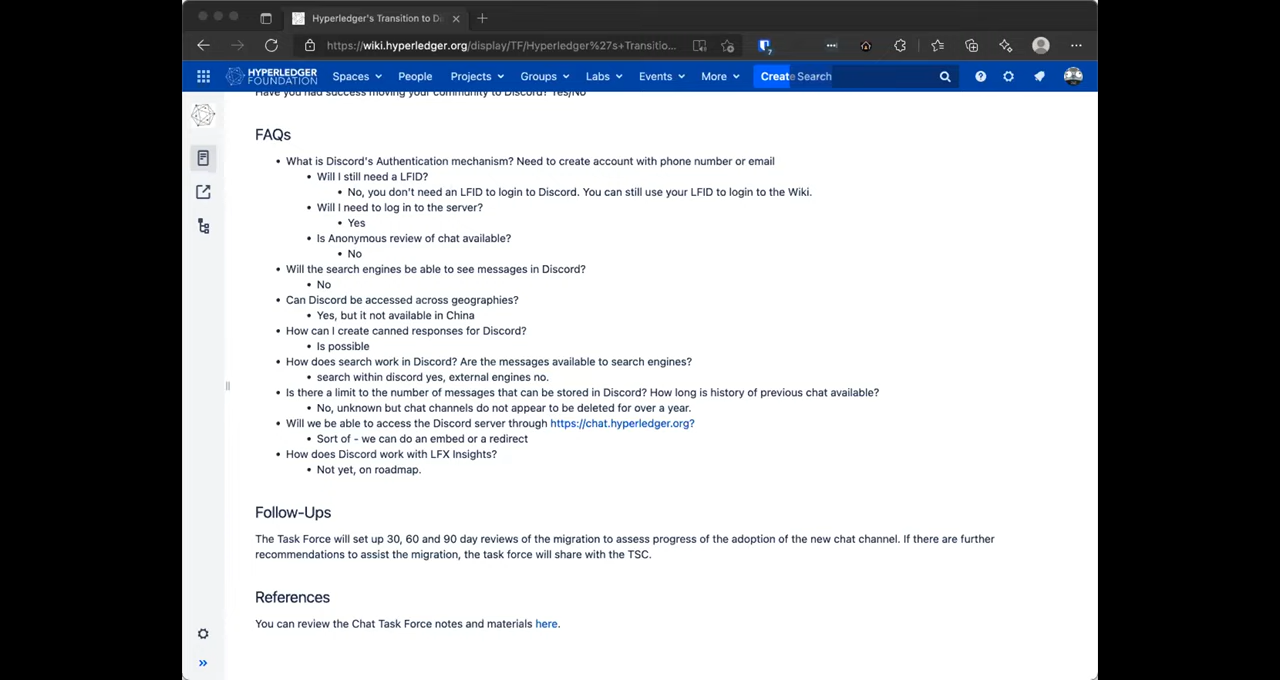 Hyperledger's Transition to Di
https://wiki.hyperledger.org/display/TF/Hyperledger%27s+Transitio...
7
HYPERLEDGER FOUNDATION Spaces People Projects Groups Labs Events More Create Search
Have you had success moving your community to Discord? Yes/No
FAQs
• What is Discord's Authentication mechanism? Need to create account with phone number or email
• Will I still need a LFID?
• No, you don't need an LFID to login to Discord. You can still use your LFID to login to the Wiki.
• Will I need to log in to the server?
• Yes
• Is Anonymous review of chat available?
• No
• Will the search engines be able to see messages in Discord?
• No
• Can Discord be accessed across geographies?
• Yes, but it not available in China
• How can I create canned responses for Discord?
• Is possible
• How does search work in Discord? Are the messages available to search engines?
• search within discord yes, external engines no.
• Is there a limit to the number of messages that can be stored in Discord? How long is history of previous chat available?
• No, unknown but chat channels do not appear to be deleted for over a year.
• Will we be able to access the Discord server through https://chat.hyperledger.org?
• Sort of - we can do an embed or a redirect
• How does Discord work with LFX Insights?
• Not yet, on roadmap.
Follow-Ups
The Task Force will set up 30, 60 and 90 day reviews of the migration to assess progress of the adoption of the new chat channel. If there are further
recommendations to assist the migration, the task force will share with the TSC.
References
You can review the Chat Task Force notes and materials here.